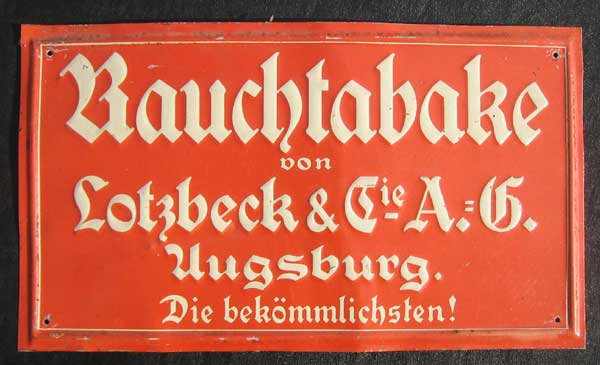 Rauchtabake
von
Lotzbeck & Cie A.=G.
Augsburg.
Die bekömmlichsten!